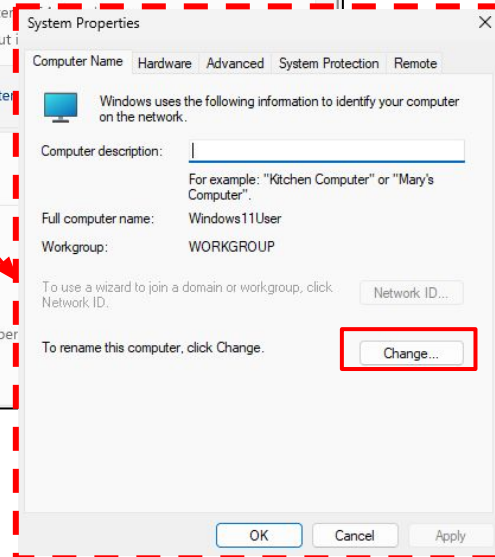 System Properties
Computer Name Hardware Advanced System Protection Remote
Windows uses the following information to identify your computer
on the network.
Computer description:
For example: "Kitchen Computer" or "Mary's
Computer".
Full computer name: Windows11User
Workgroup: WORKGROUP
To use a wizard to join a domain or workgroup, click
Network ID.
Network ID...
To rename this computer, click Change.
Change...
OK Cancel Apply